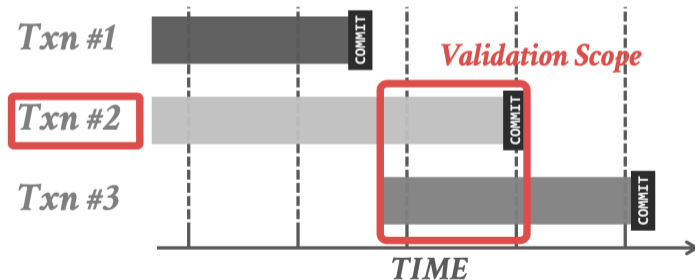 Txn #1
COMMIT
Validation Scope
Txn #2
COMMIT
Txn #3
COMMIT
TIME